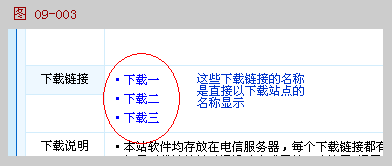 图 09-003
下载链接
下载一
下载二
下载三
这些下载链接的名称
是直接以下载站点的
名称显示
下载说明
本站软件均存放在电信服务器，每个下载链接都有